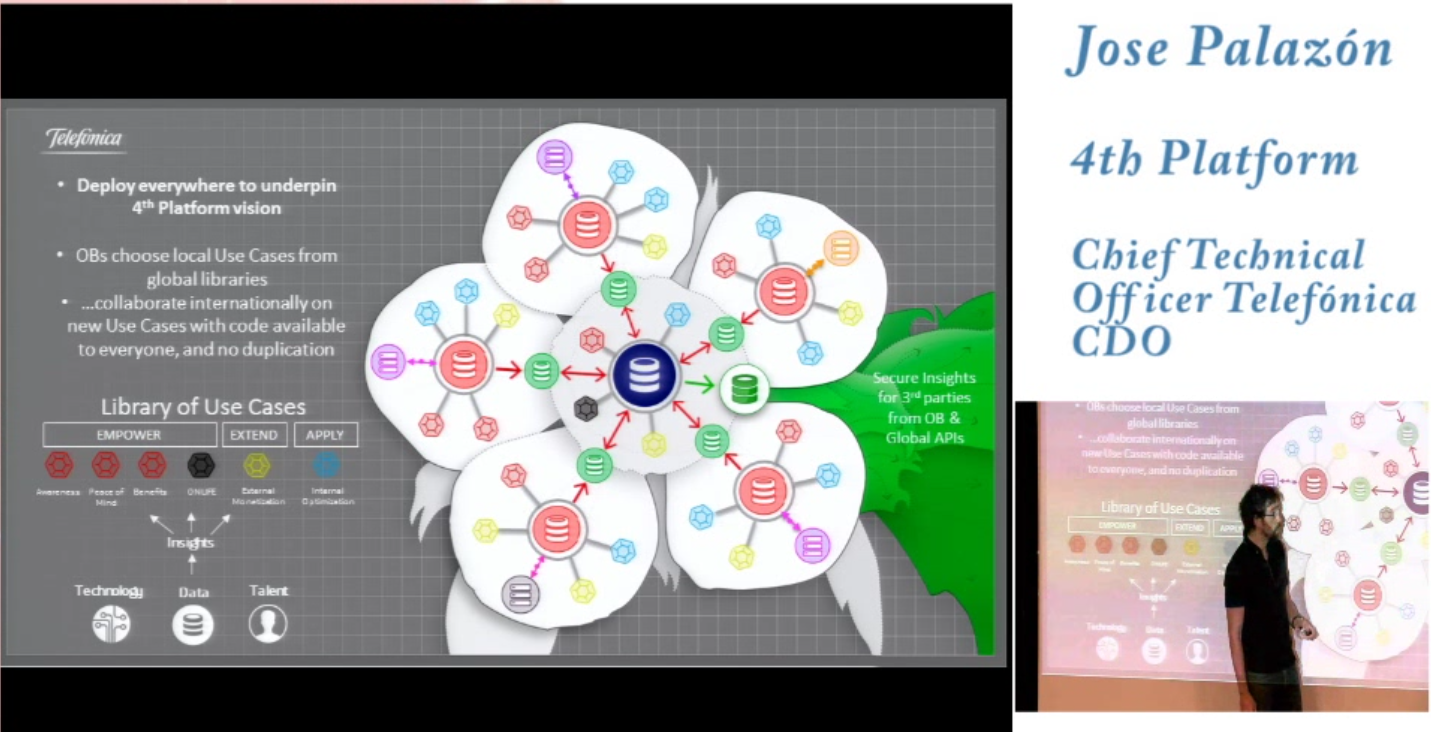 Telefónica
• Deploy everywhere to underpin
4th Platform vision
• OBs choose local Use Cases from
global libraries
• ...collaborate internationally on
new Use Cases with code available
to everyone, and no duplication
Library of Use Cases
EMPOWER EXTEND APPLY
Awareness Peace of Mind Benefits ONLIFE External Monetization Internal Optimization
Insights
Technology Data Talent
Secure Insights
for 3rd parties
from OB &
Global APIs
Jose Palazón
4th Platform
Chief Technical
Officer Telefónica
CDO
• OBs choose local Use Cases from
global libraries
• ...collaborate internationally on
new Use Cases with code available
to everyone, and no duplication
Library of Use Cases
EMPOWER EXTEND
Insights
Technology Data Talent